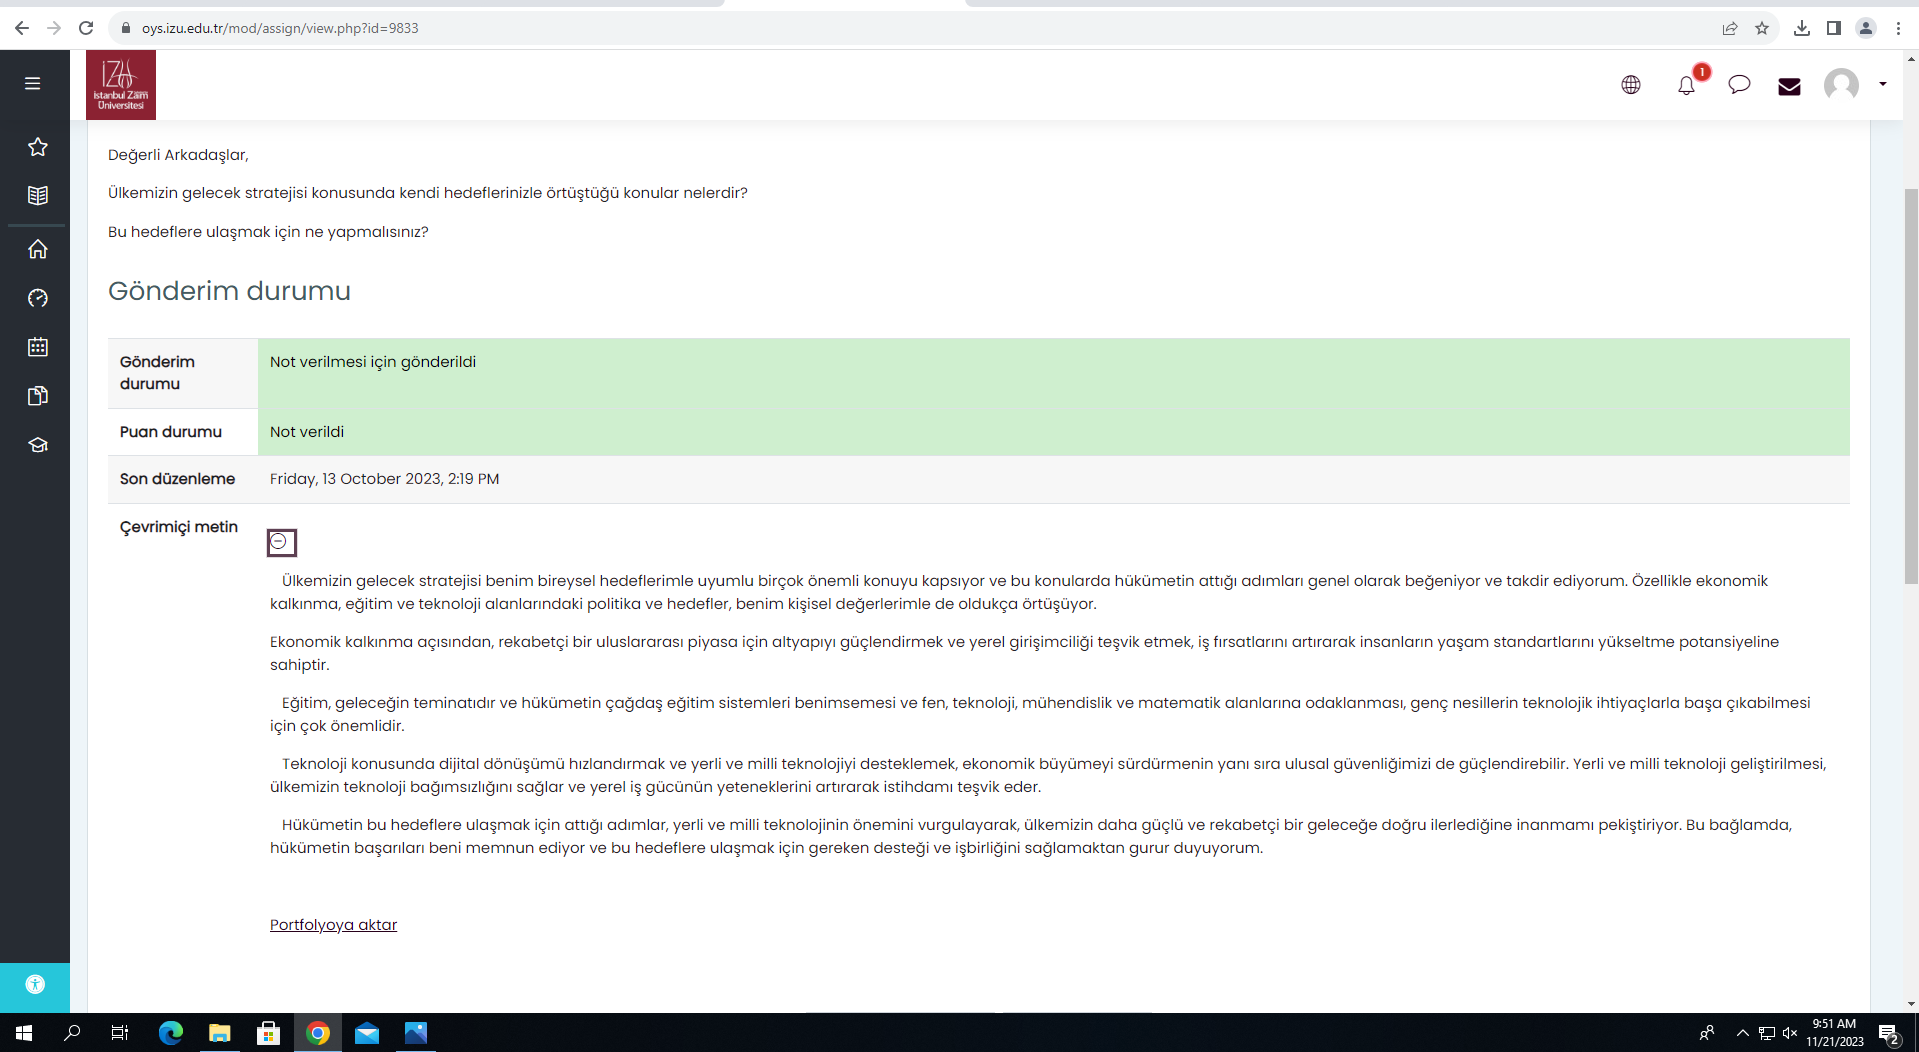 oys.izu.edu.tr/mod/assign/view.php?id=9833
İZÜ
istanbul Zaim
Üniversitesi
1
Değerli Arkadaşlar,
Ülkemizin gelecek stratejisi konusunda kendi hedeflerinizle örtüştüğü konular nelerdir?
Bu hedeflere ulaşmak için ne yapmalısınız?
Gönderim durumu
Gönderim
durumu
Not verilmesi için gönderildi
Puan durumu
Not verildi
Son düzenleme
Friday, 13 October 2023, 2:19 PM
Çevrimiçi metin
Ülkemizin gelecek stratejisi benim bireysel hedeflerimle uyumlu birçok önemli konuyu kapsıyor ve bu konularda hükümetin attığı adımları genel olarak beğeniyor ve takdir ediyorum. Özellikle ekonomik
kalkınma, eğitim ve teknoloji alanlarındaki politika ve hedefler, benim kişisel değerlerimle de oldukça örtüşüyor.
Ekonomik kalkınma açısından, rekabetçi bir uluslararası piyasa için altyapıyı güçlendirmek ve yerel girişimciliği teşvik etmek, iş fırsatlarını artırarak insanların yaşam standartlarını yükseltme potansiyeline
sahiptir.
Eğitim, geleceğin teminatıdır ve hükümetin çağdaş eğitim sistemleri benimsemesi ve fen, teknoloji, mühendislik ve matematik alanlarına odaklanması, genç nesillerin teknolojik ihtiyaçlarla başa çıkabilmesi
için çok önemlidir.
Teknoloji konusunda dijital dönüşümü hızlandırmak ve yerli ve milli teknolojiyi desteklemek, ekonomik büyümeyi sürdürmenin yanı sıra ulusal güvenliğimizi de güçlendirebilir. Yerli ve milli teknoloji geliştirilmesi,
ülkemizin teknoloji bağımsızlığını sağlar ve yerel iş gücünün yeteneklerini artırarak istihdamı teşvik eder.
Hükümetin bu hedeflere ulaşmak için attığı adımlar, yerli ve milli teknolojinin önemini vurgulayarak, ülkemizin daha güçlü ve rekabetçi bir geleceğe doğru ilerlediğine inanmamı pekiştiriyor. Bu bağlamda,
hükümetin başarıları beni memnun ediyor ve bu hedeflere ulaşmak için gereken desteği ve işbirliğini sağlamaktan gurur duyuyorum.
Portfolyoya aktar
9:51 AM
11/21/2023
2